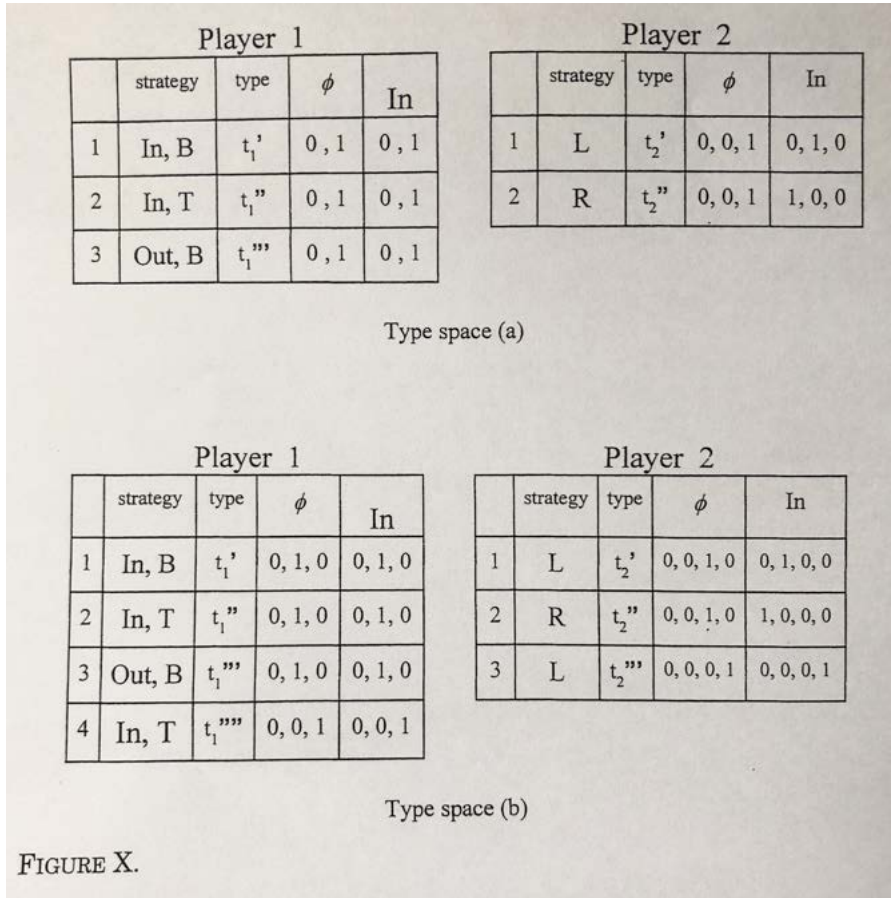 Player 1 Player 2
strategy type ϕ In strategy type ϕ In
1 In, B t₁’ 0 , 1 0 , 1 1 L t₂’ 0, 0, 1 0, 1, 0
2 In, T t₁” 0 , 1 0 , 1 2 R t₂” 0, 0, 1 1, 0, 0
3 Out, B t₁”’ 0 , 1 0 , 1
Type space (a)
Player 1 Player 2
strategy type ϕ In strategy type ϕ In
1 In, B t₁’ 0, 1, 0 0, 1, 0 1 L t₂’ 0, 0, 1, 0 0, 1, 0, 0
2 In, T t₁” 0, 1, 0 0, 1, 0 2 R t₂” 0, 0, 1, 0 1, 0, 0, 0
3 Out, B t₁”’ 0, 1, 0 0, 1, 0 3 L t₂”’ 0, 0, 0, 1 0, 0, 0, 1
4 In, T t₁”” 0, 0, 1 0, 0, 1
Type space (b)
FIGURE X.